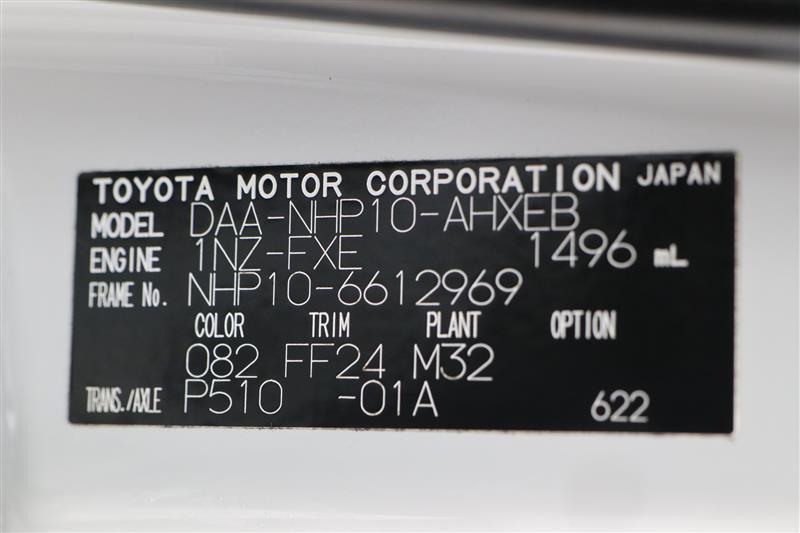 TOYOTA MOTOR CORPORATION JAPAN
MODEL DAA-NHP10-AHXEB
ENGINE 1NZ-FXE 1496 mL
FRAME No. NHP10-6612969
COLOR TRIM PLANT OPTION
082 FF24 M32
TRANS./AXLE P510 -01A 622